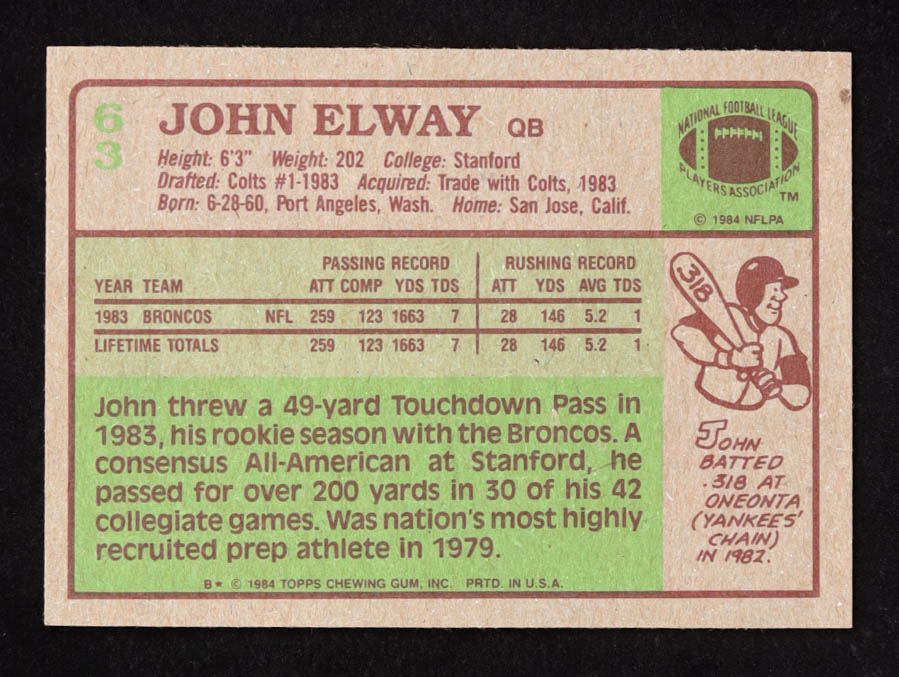 63
JOHN ELWAY QB
Height: 6'3" Weight: 202 College: Stanford
Drafted: Colts #1-1983 Acquired: Trade with Colts, 1983
Born: 6-28-60, Port Angeles, Wash. Home: San Jose, Calif.
NATIONAL FOOTBALL LEAGUE
PLAYERS ASSOCIATION
TM
© 1984 NFLPA
PASSING RECORD RUSHING RECORD
YEAR TEAM ATT COMP YDS TDS ATT YDS AVG TDS
1983 BRONCOS NFL 259 123 1663 7 28 146 5.2 1
LIFETIME TOTALS 259 123 1663 7 28 146 5.2 1
John threw a 49-yard Touchdown Pass in
1983, his rookie season with the Broncos. A
consensus All-American at Stanford, he
passed for over 200 yards in 30 of his 42
collegiate games. Was nation's most highly
recruited prep athlete in 1979.
B* © 1984 TOPPS CHEWING GUM, INC. PRTD. IN U.S.A.
318
JOHN
BATTED
.318 AT
ONEONTA
(YANKEES'
CHAIN)
IN 1982.